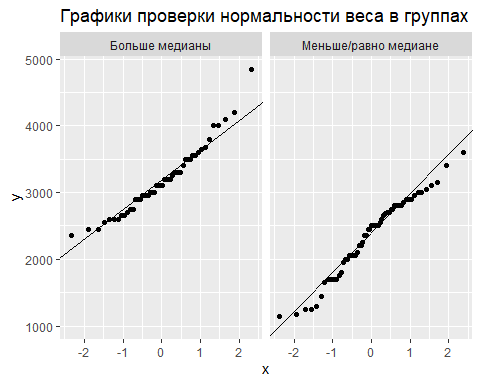 Графики проверки нормальности веса в группах
Больше медианы
Меньше/равно медиане
5000
4000
3000
2000
1000
y
-2 -1 0 1 2 -2 -1 0 1 2
x